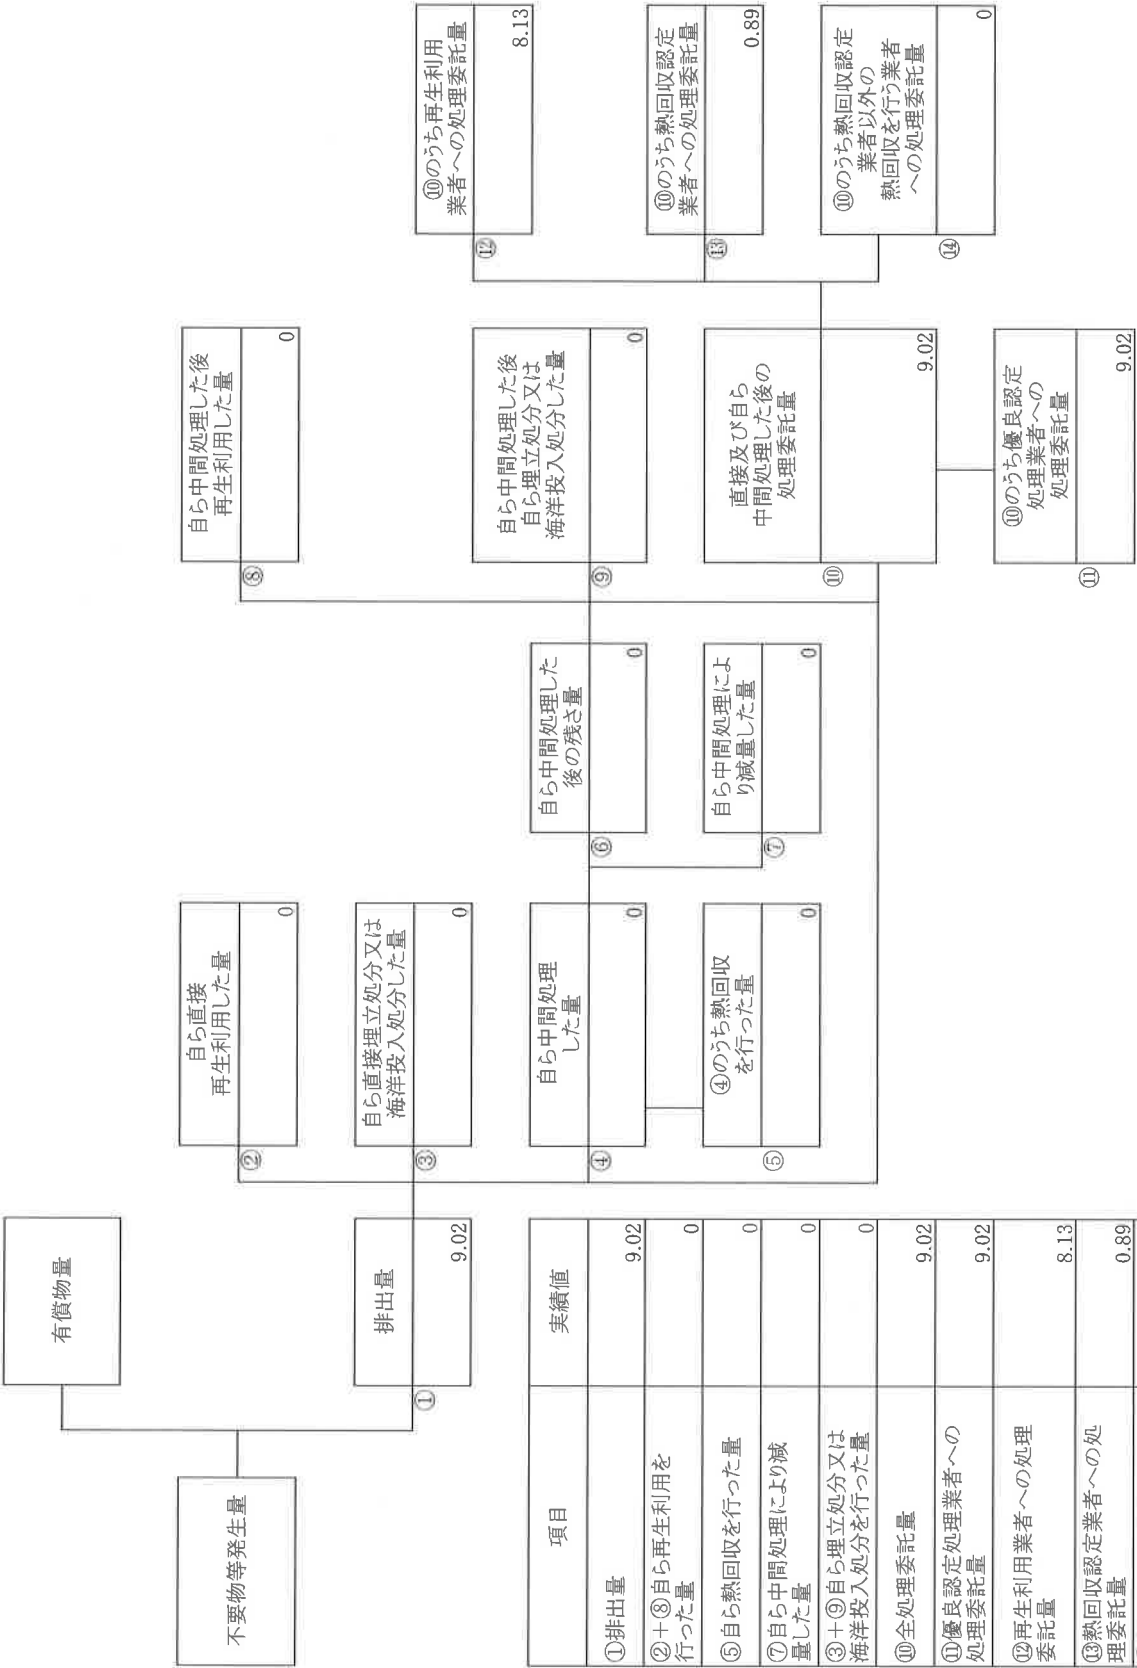 不要物等発生量
有償物量
排出量
①
9.02
自ら直接
再生利用した量
②
0
自ら直接埋立処分又は
海洋投入処分した量
③
0
自ら中間処理
した量
④
0
④のうち熱回収
を行った量
⑤
0
自ら中間処理した
後の残さ量
⑥
0
自ら中間処理によ
り減量した量
⑦
0
自ら中間処理した後
再生利用した量
⑧
0
自ら中間処理した後
自ら埋立処分又は
海洋投入処分した量
⑨
0
直接及び自ら
中間処理した後の
処理委託量
⑩
9.02
⑩のうち優良認定
処理業者への
処理委託量
⑪
9.02
⑩のうち再生利用
業者への処理委託量
⑫
8.13
⑩のうち熱回収認定
業者への処理委託量
⑬
0.89
⑩のうち熱回収認定
業者以外の
熱回収を行う業者
への処理委託量
⑭
0
項目 実績値
①排出量 9.02
②＋⑧自ら再生利用を
行った量 0
⑤自ら熱回収を行った量 0
⑦自ら中間処理により減
量した量 0
③＋⑨自ら埋立処分又は
海洋投入処分を行った量 0
⑩全処理委託量 9.02
⑪優良認定処理業者への
処理委託量 9.02
⑫再生利用業者への処理
委託量 8.13
⑬熱回収認定業者への処
理委託量 0.89